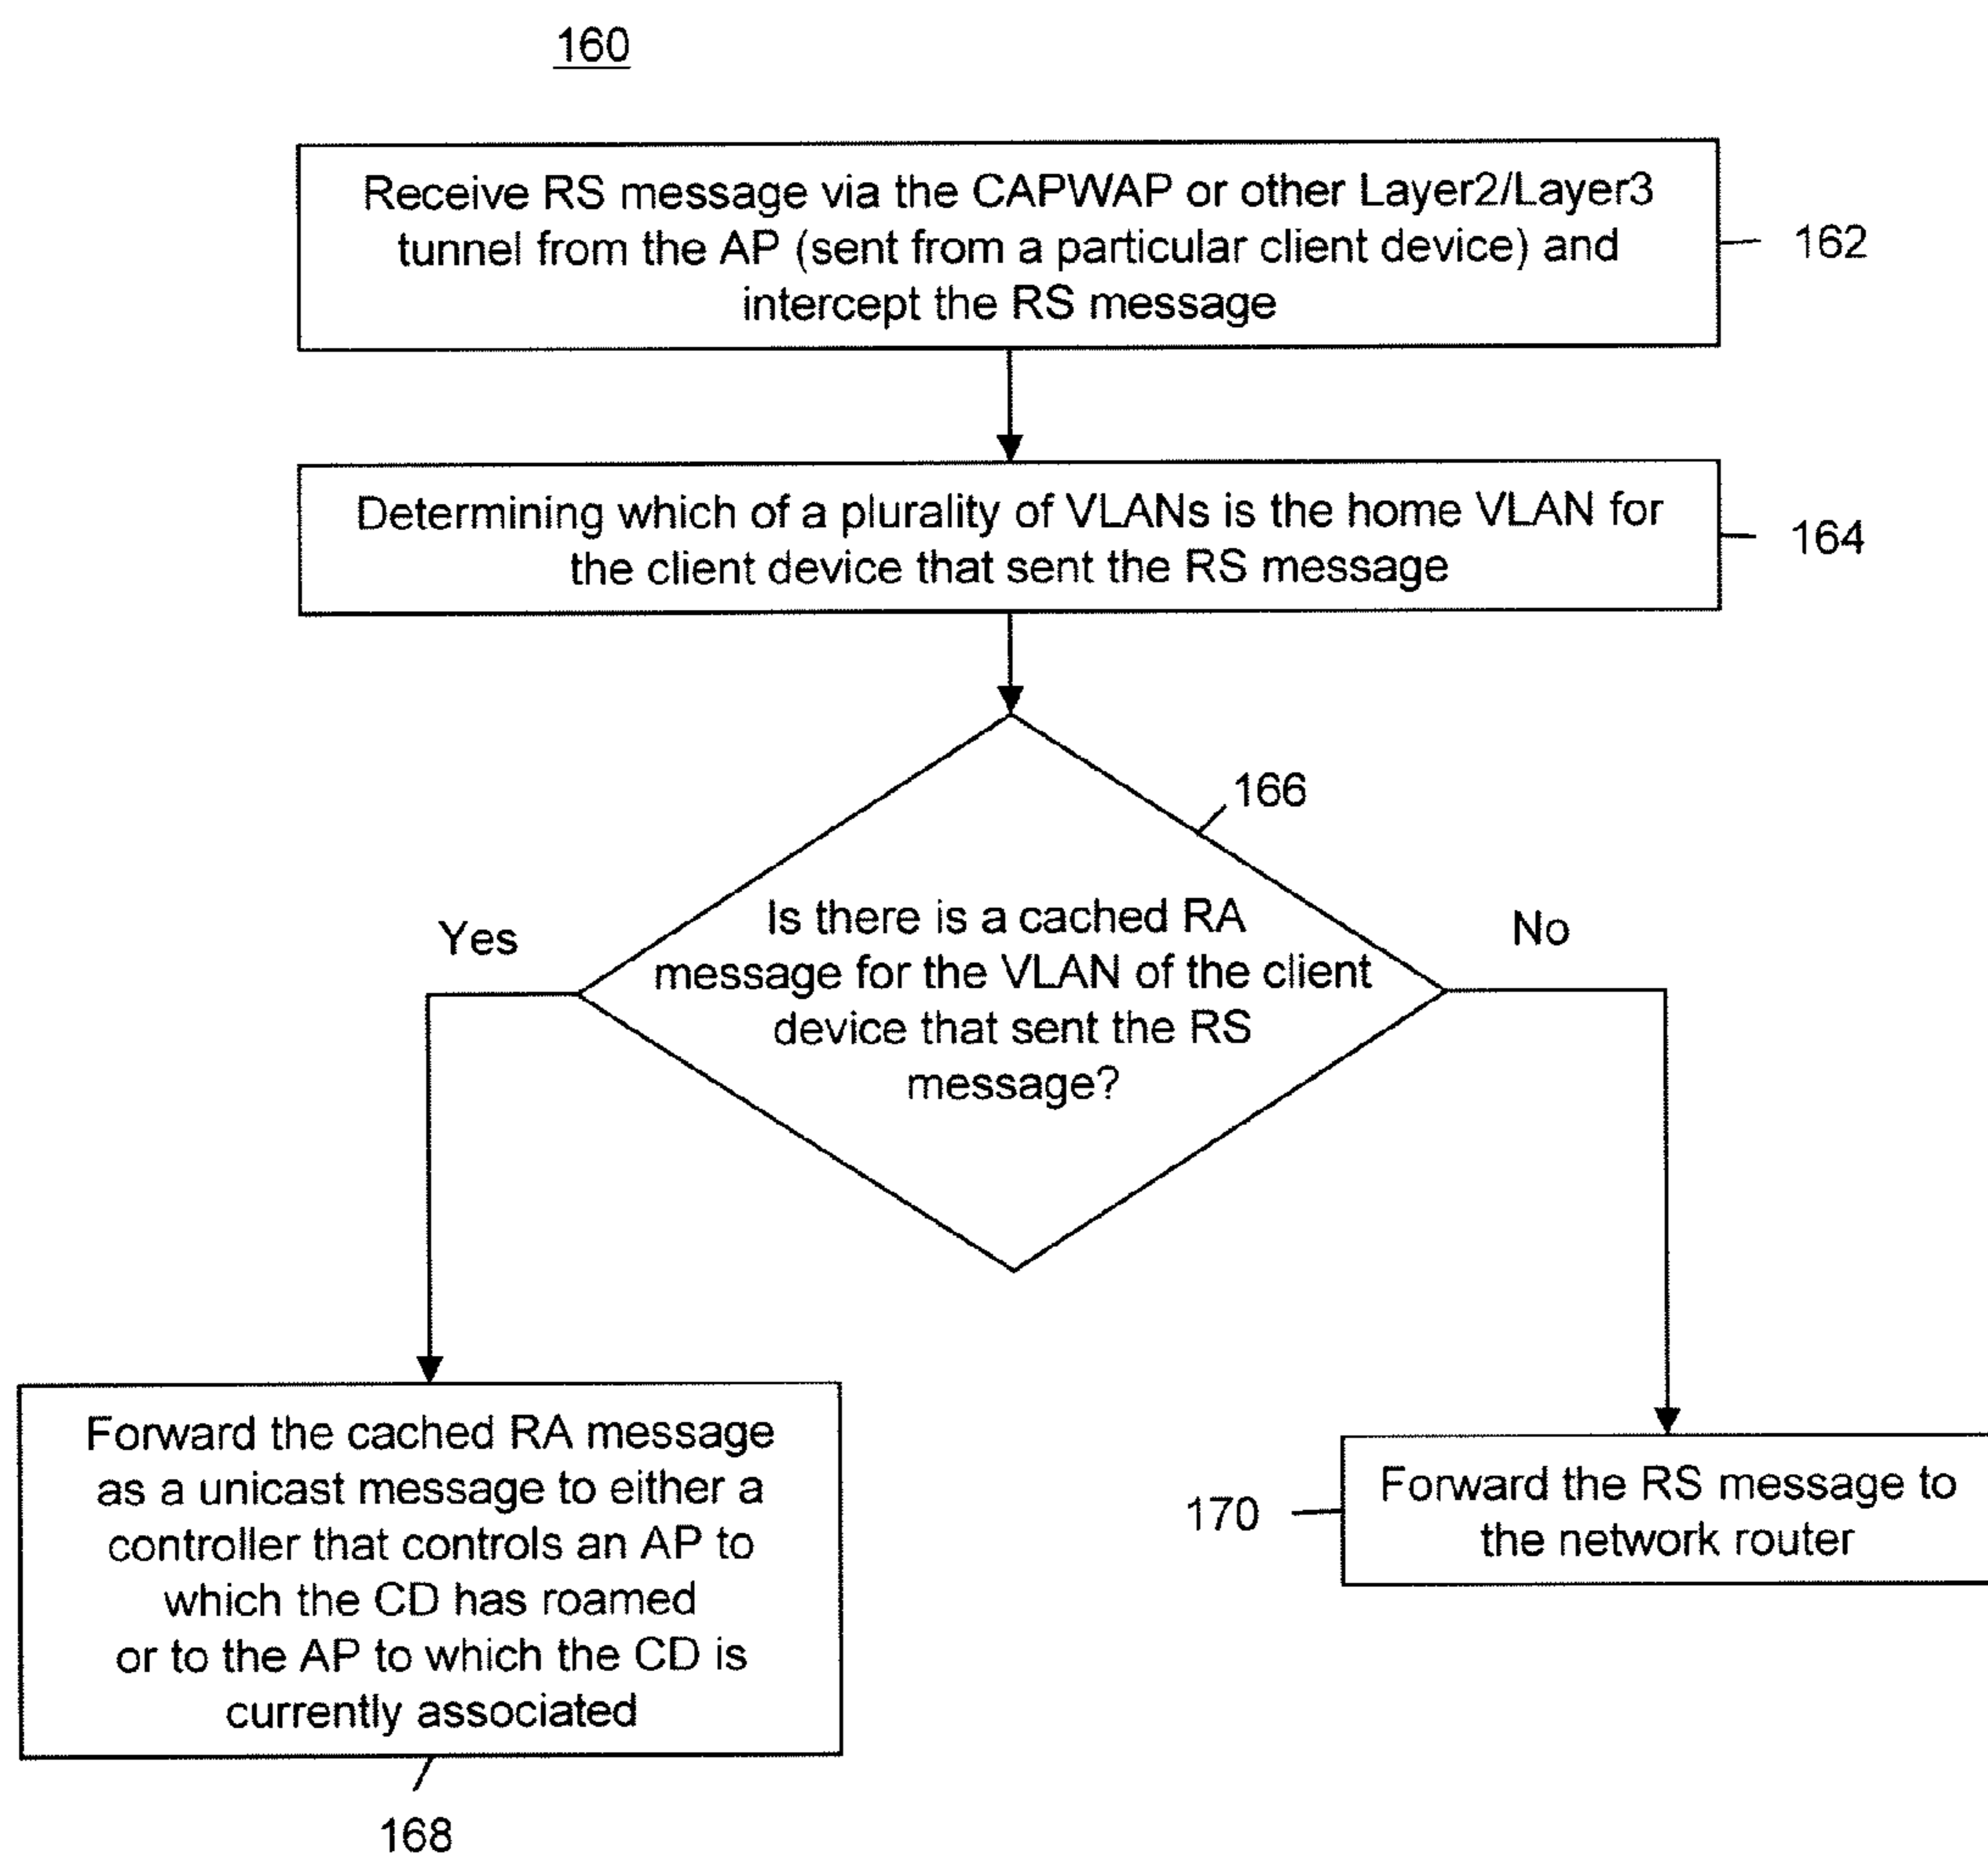 160
Receive RS message via the CAPWAP or other Layer2/Layer3
tunnel from the AP (sent from a particular client device) and
intercept the RS message
162
Determining which of a plurality of VLANs is the home VLAN for
the client device that sent the RS message
164
166
Is there is a cached RA
message for the VLAN of the client
device that sent the RS
message?
Yes
No
Forward the cached RA message
as a unicast message to either a
controller that controls an AP to
which the CD has roamed
or to the AP to which the CD is
currently associated
168
170
Forward the RS message to
the network router